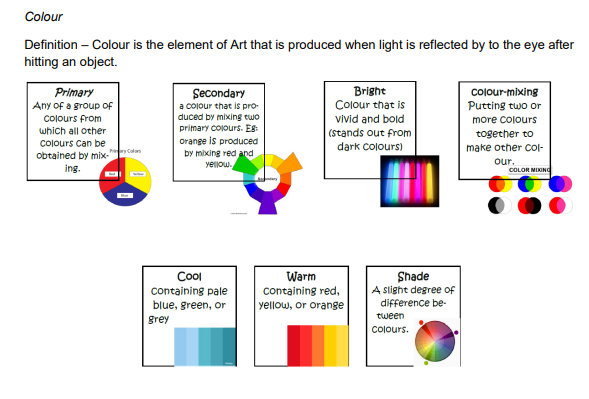 Colour
Definition – Colour is the element of Art that is produced when light is reflected by to the eye after
hitting an object.
Primary
Any of a group of
colours from
which all other
colours can be
obtained by mix-
ing.
Primary Colors
Red
Yellow
Blue
Secondary
a colour that is pro-
duced by mixing two
primary colours. Eg:
orange is produced
by mixing red and
yellow.
Secondary
Bright
Colour that is
vivid and bold
(stands out from
dark colours)
colour-mixing
Putting two or
more colours
together to
make other col-
our.
COLOR MIXING
Cool
Containing pale
blue, green, or
grey
Warm
Containing red,
yellow, or orange
Shade
A slight degree of
difference be-
tween
colours.